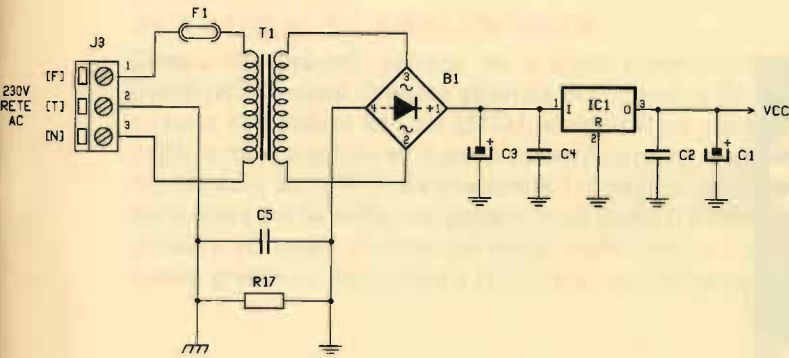 F1
T1
J3
B1
230V
RETE
AC
[F]
[T]
[N]
1
2
3
3
4
+1
2
1
I
IC1
O
3
R
2
VCC
+
C3
C4
C2
+
C1
C5
R17